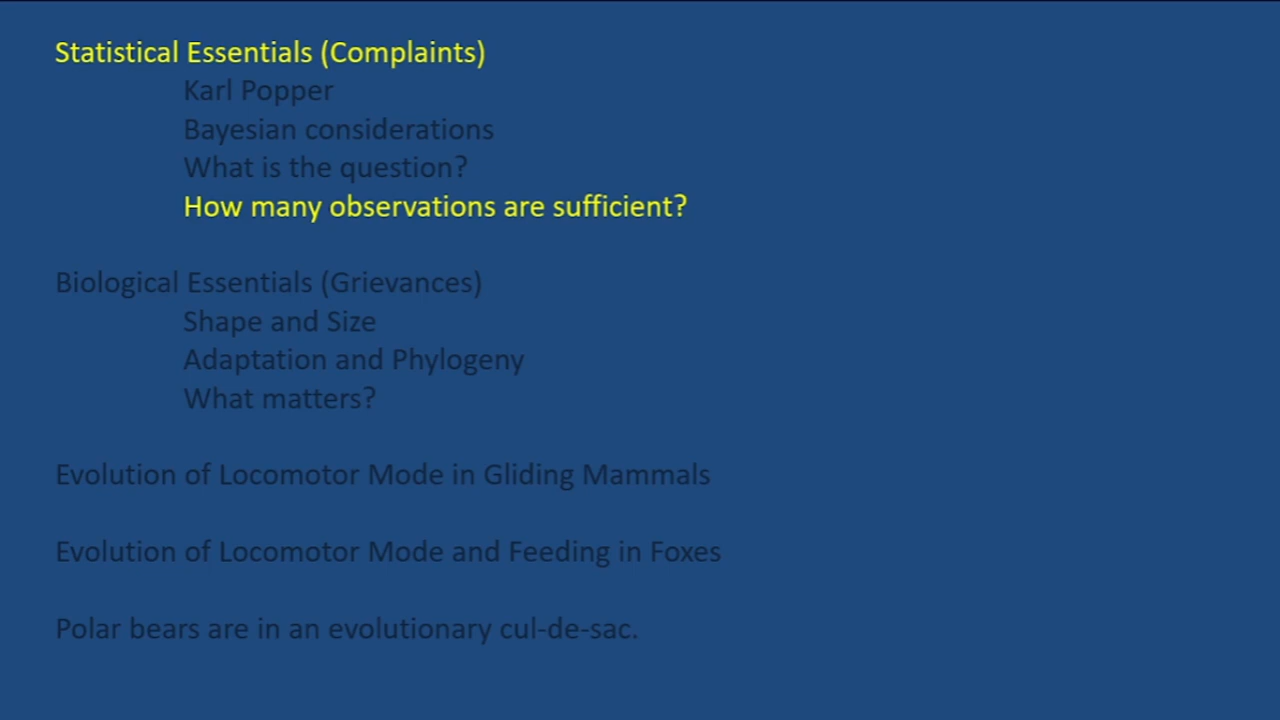 Statistical Essentials (Complaints)
Karl Popper
Bayesian considerations
What is the question?
How many observations are sufficient?
Biological Essentials (Grievances)
Shape and Size
Adaptation and Phylogeny
What matters?
Evolution of Locomotor Mode in Gliding Mammals
Evolution of Locomotor Mode and Feeding in Foxes
Polar bears are in an evolutionary cul-de-sac.